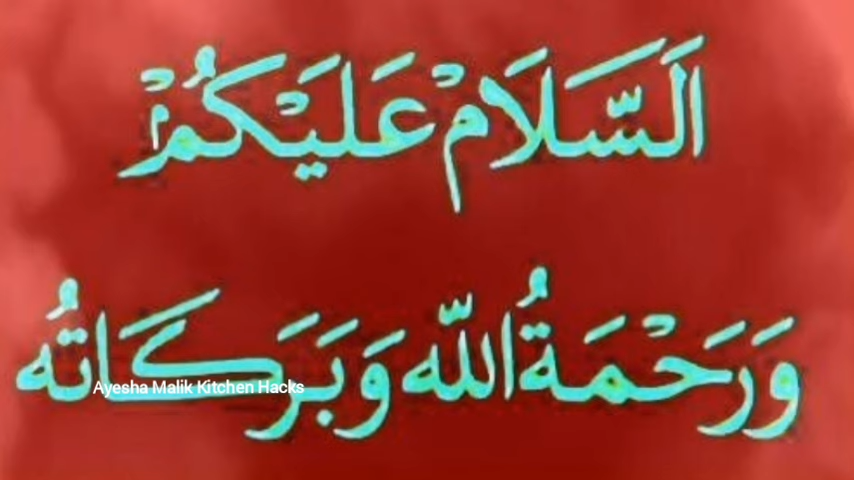 اَلسَّلَامْ عَلَيْكُمْ
وَرَحْمَةُ اللّٰه وَبَرَكَاتُه
Ayesha Malik Kitchen Hacks